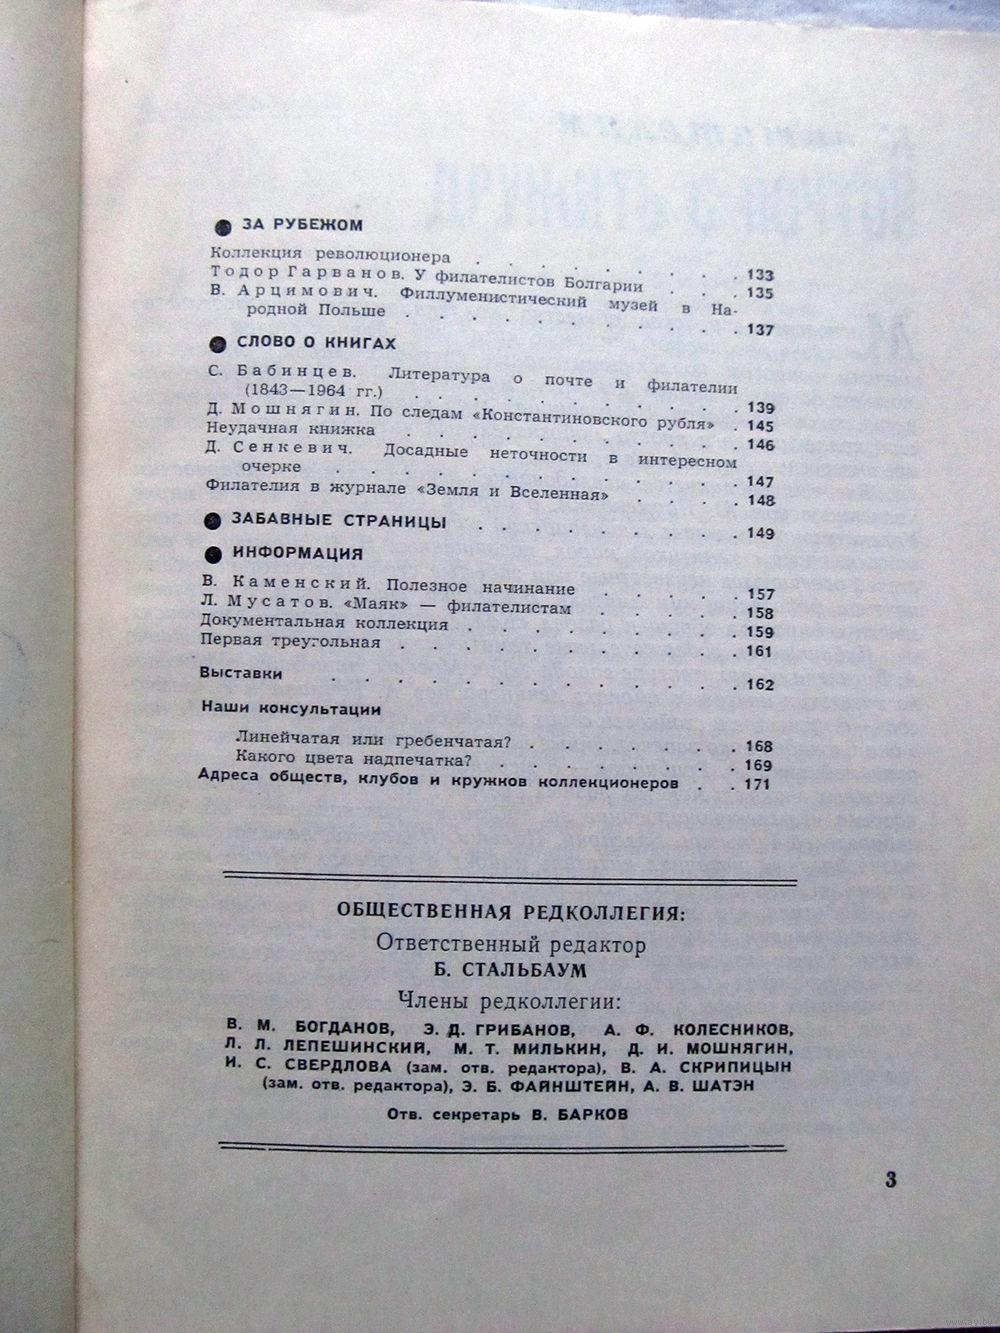 ЗА РУБЕЖОМ
Коллекция революционера . . . . . . . . . . 133
Тодор Гарванов. У филателистов Болгарии . . . 135
В. Арцимович. Филлуменистический музей в На-
родной Польше . . . . . . . . . . . . . 137
СЛОВО О КНИГАХ
С. Бабинцев. Литература о почте и филателии
(1843—1964 гг.) . . . . . . . . . . . . . 139
Д. Мошнягин. По следам «Константиновского рубля» . 145
Неудачная книжка . . . . . . . . . . . . 146
Д. Сенкевич. Досадные неточности в интересном
очерке . . . . . . . . . . . . . . . . 147
Филателия в журнале «Земля и Вселенная» . . . . 148
ЗАБАВНЫЕ СТРАНИЦЫ . . . . . . . . . 149
ИНФОРМАЦИЯ
В. Каменский. Полезное начинание . . . . . 157
Л. Мусатов. «Маяк» — филателистам . . . . . 158
Документальная коллекция . . . . . . . . . 159
Первая треугольная . . . . . . . . . . . . 161
Выставки . . . . . . . . . . . . . . . 162
Наши консультации
Линейчатая или гребенчатая? . . . . . . . 168
Какого цвета надпечатка? . . . . . . . . . 169
Адреса обществ, клубов и кружков коллекционеров . . 171
ОБЩЕСТВЕННАЯ РЕДКОЛЛЕГИЯ:
Ответственный редактор
Б. СТАЛЬБАУМ
Члены редколлегии:
В. М. БОГДАНОВ, Э. Д. ГРИБАНОВ, А. Ф. КОЛЕСНИКОВ,
Л. Л. ЛЕПЕШИНСКИЙ, М. Т. МИЛЬКИН, Д. И. МОШНЯГИН,
И. С. СВЕРДЛОВА (зам. отв. редактора), В. А. СКРИПИЦЫН
(зам. отв. редактора), Э. Б. ФАЙНШТЕЙН, А. В. ШАТЭН
Отв. секретарь В. БАРКОВ
3